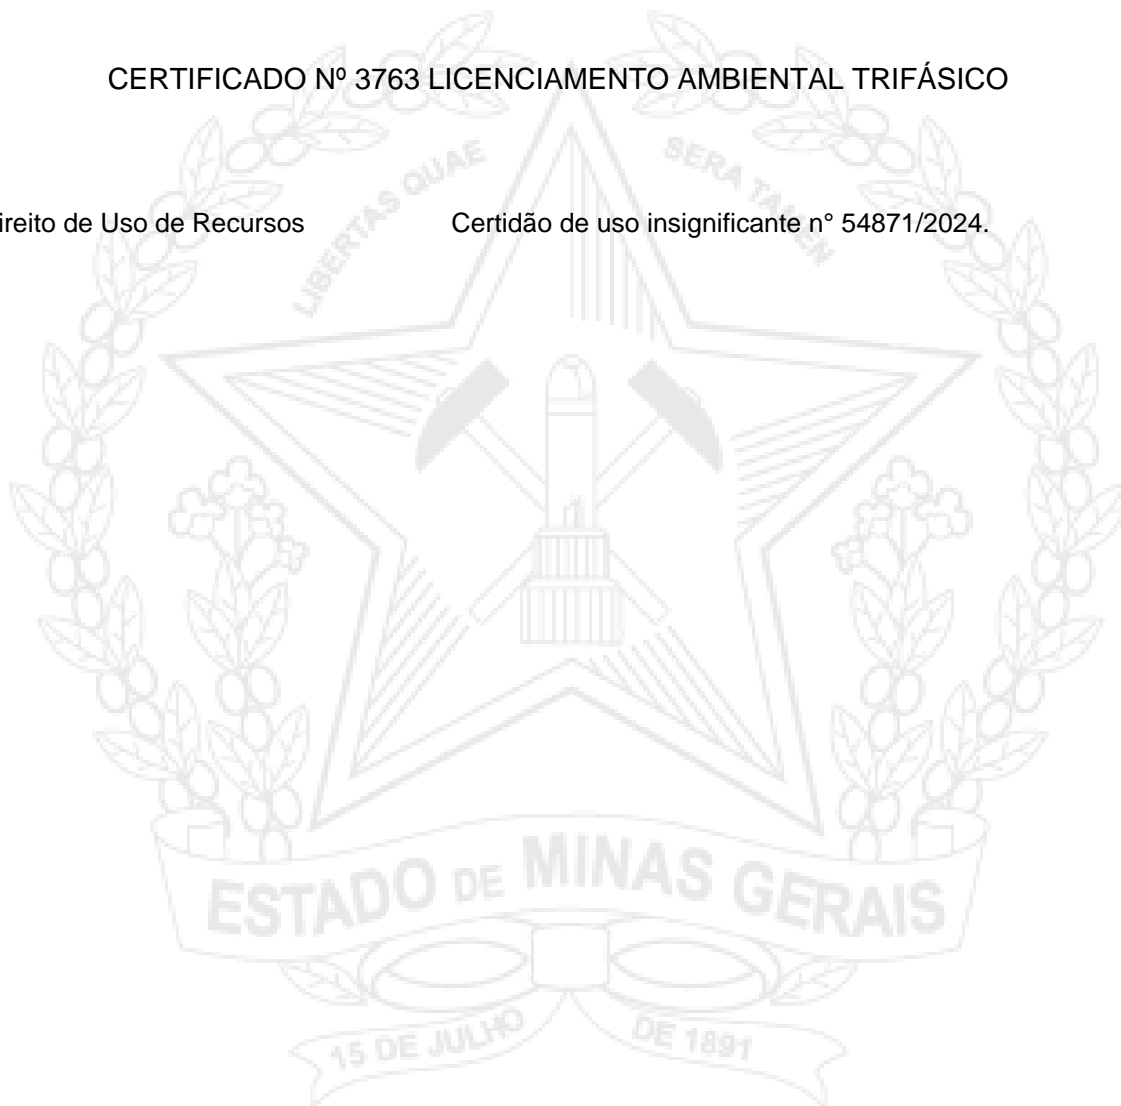 CERTIFICADO Nº 3763 LICENCIAMENTO AMBIENTAL TRIFÁSICO
LIBERTAS QUAE SERA TAMEN
ireito de Uso de Recursos Certidão de uso insignificante n° 54871/2024.
ESTADO DE MINAS GERAIS
15 DE JULHO DE 1891